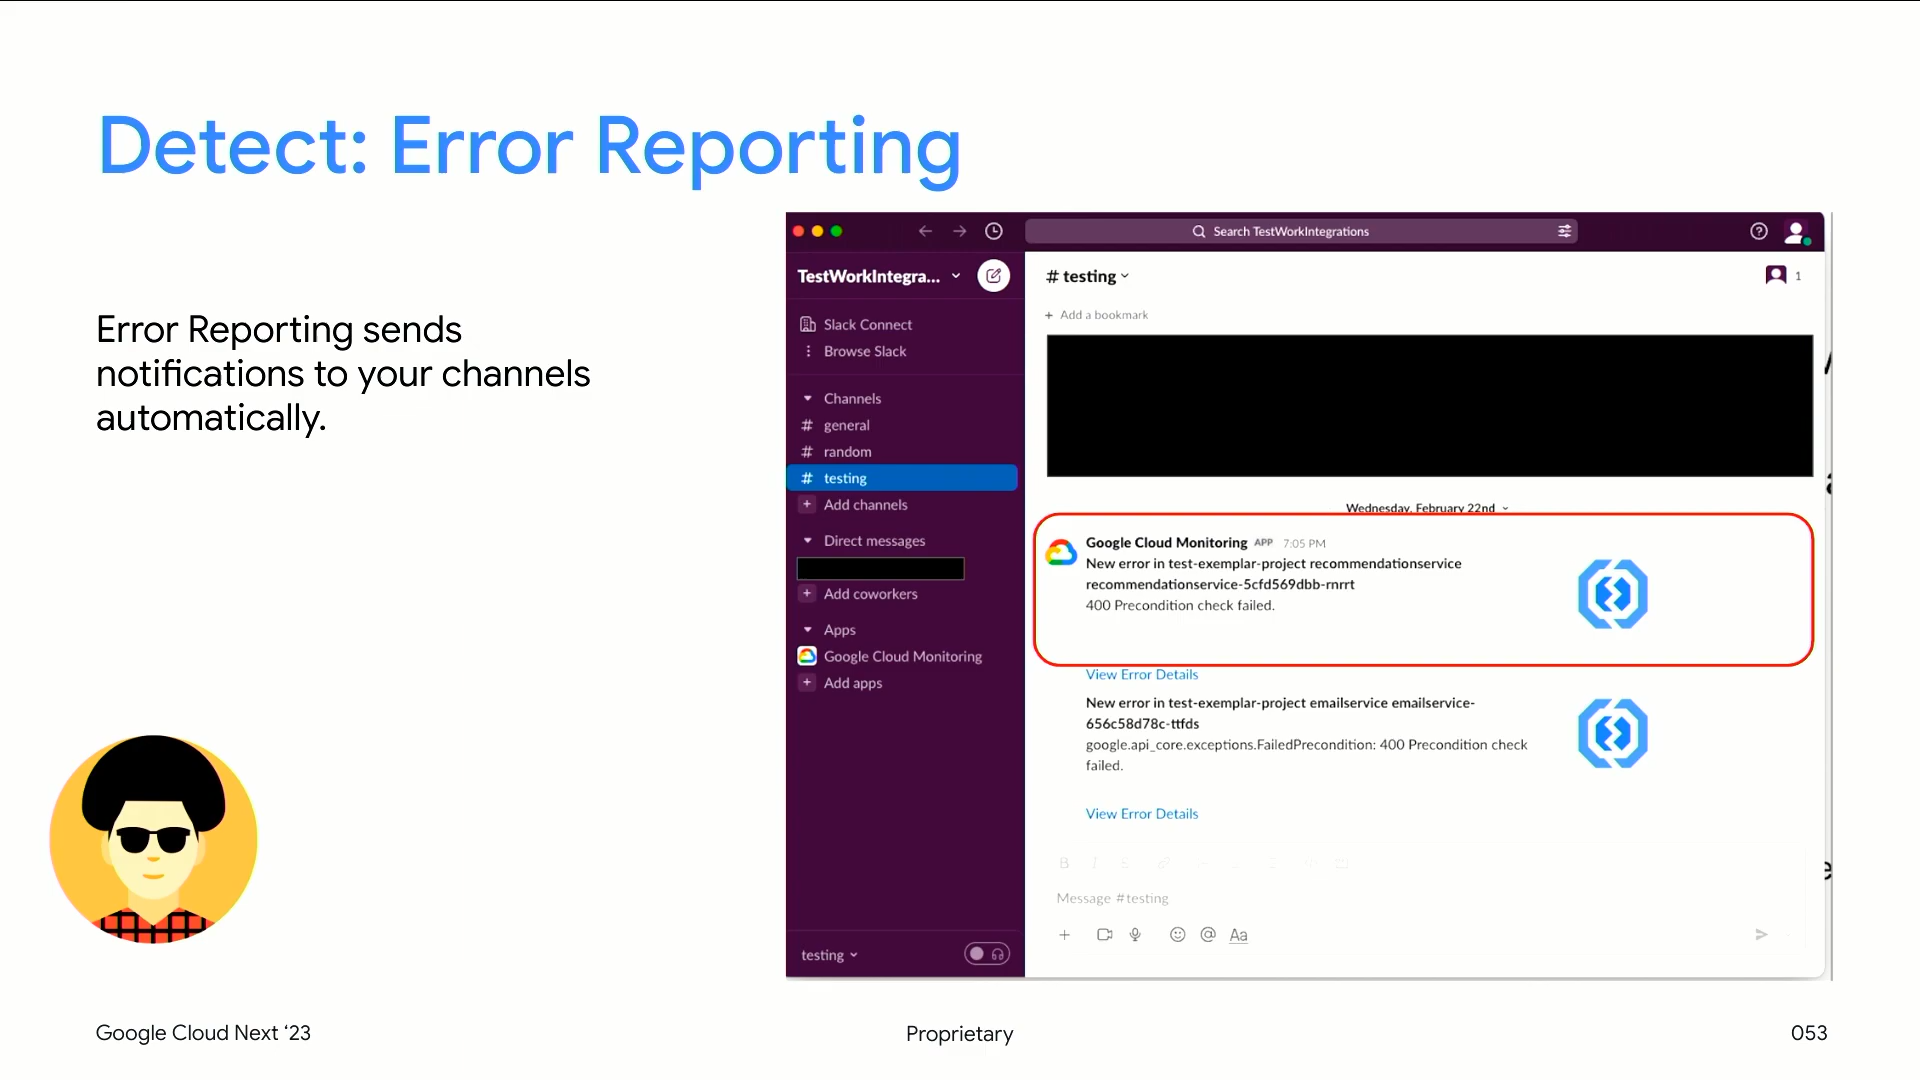 Detect: Error Reporting
Error Reporting sends
notifications to your channels
automatically.
Search TestWorkIntegrations
TestWorkIntegra...
Slack Connect
Browse Slack
Channels
# general
# random
# testing
+ Add channels
Direct messages
+ Add coworkers
Apps
Google Cloud Monitoring
+ Add apps
testing
# testing
1
+ Add a bookmark
Wednesday, February 22nd
Google Cloud Monitoring APP 7:05 PM
New error in test-exemplar-project recommendationservice
recommendationservice-5cfd569dbb-rnrrt
400 Precondition check failed.
View Error Details
New error in test-exemplar-project emailservice emailservice-
656c58d78c-ttfds
google.api_core.exceptions.FailedPrecondition: 400 Precondition check
failed.
View Error Details
Message #testing
Aa
Google Cloud Next ‘23
Proprietary
053